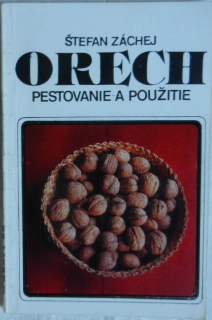 ŠTEFAN ZÁCHEJ
ORECH
PESTOVANIE A POUŽITIE